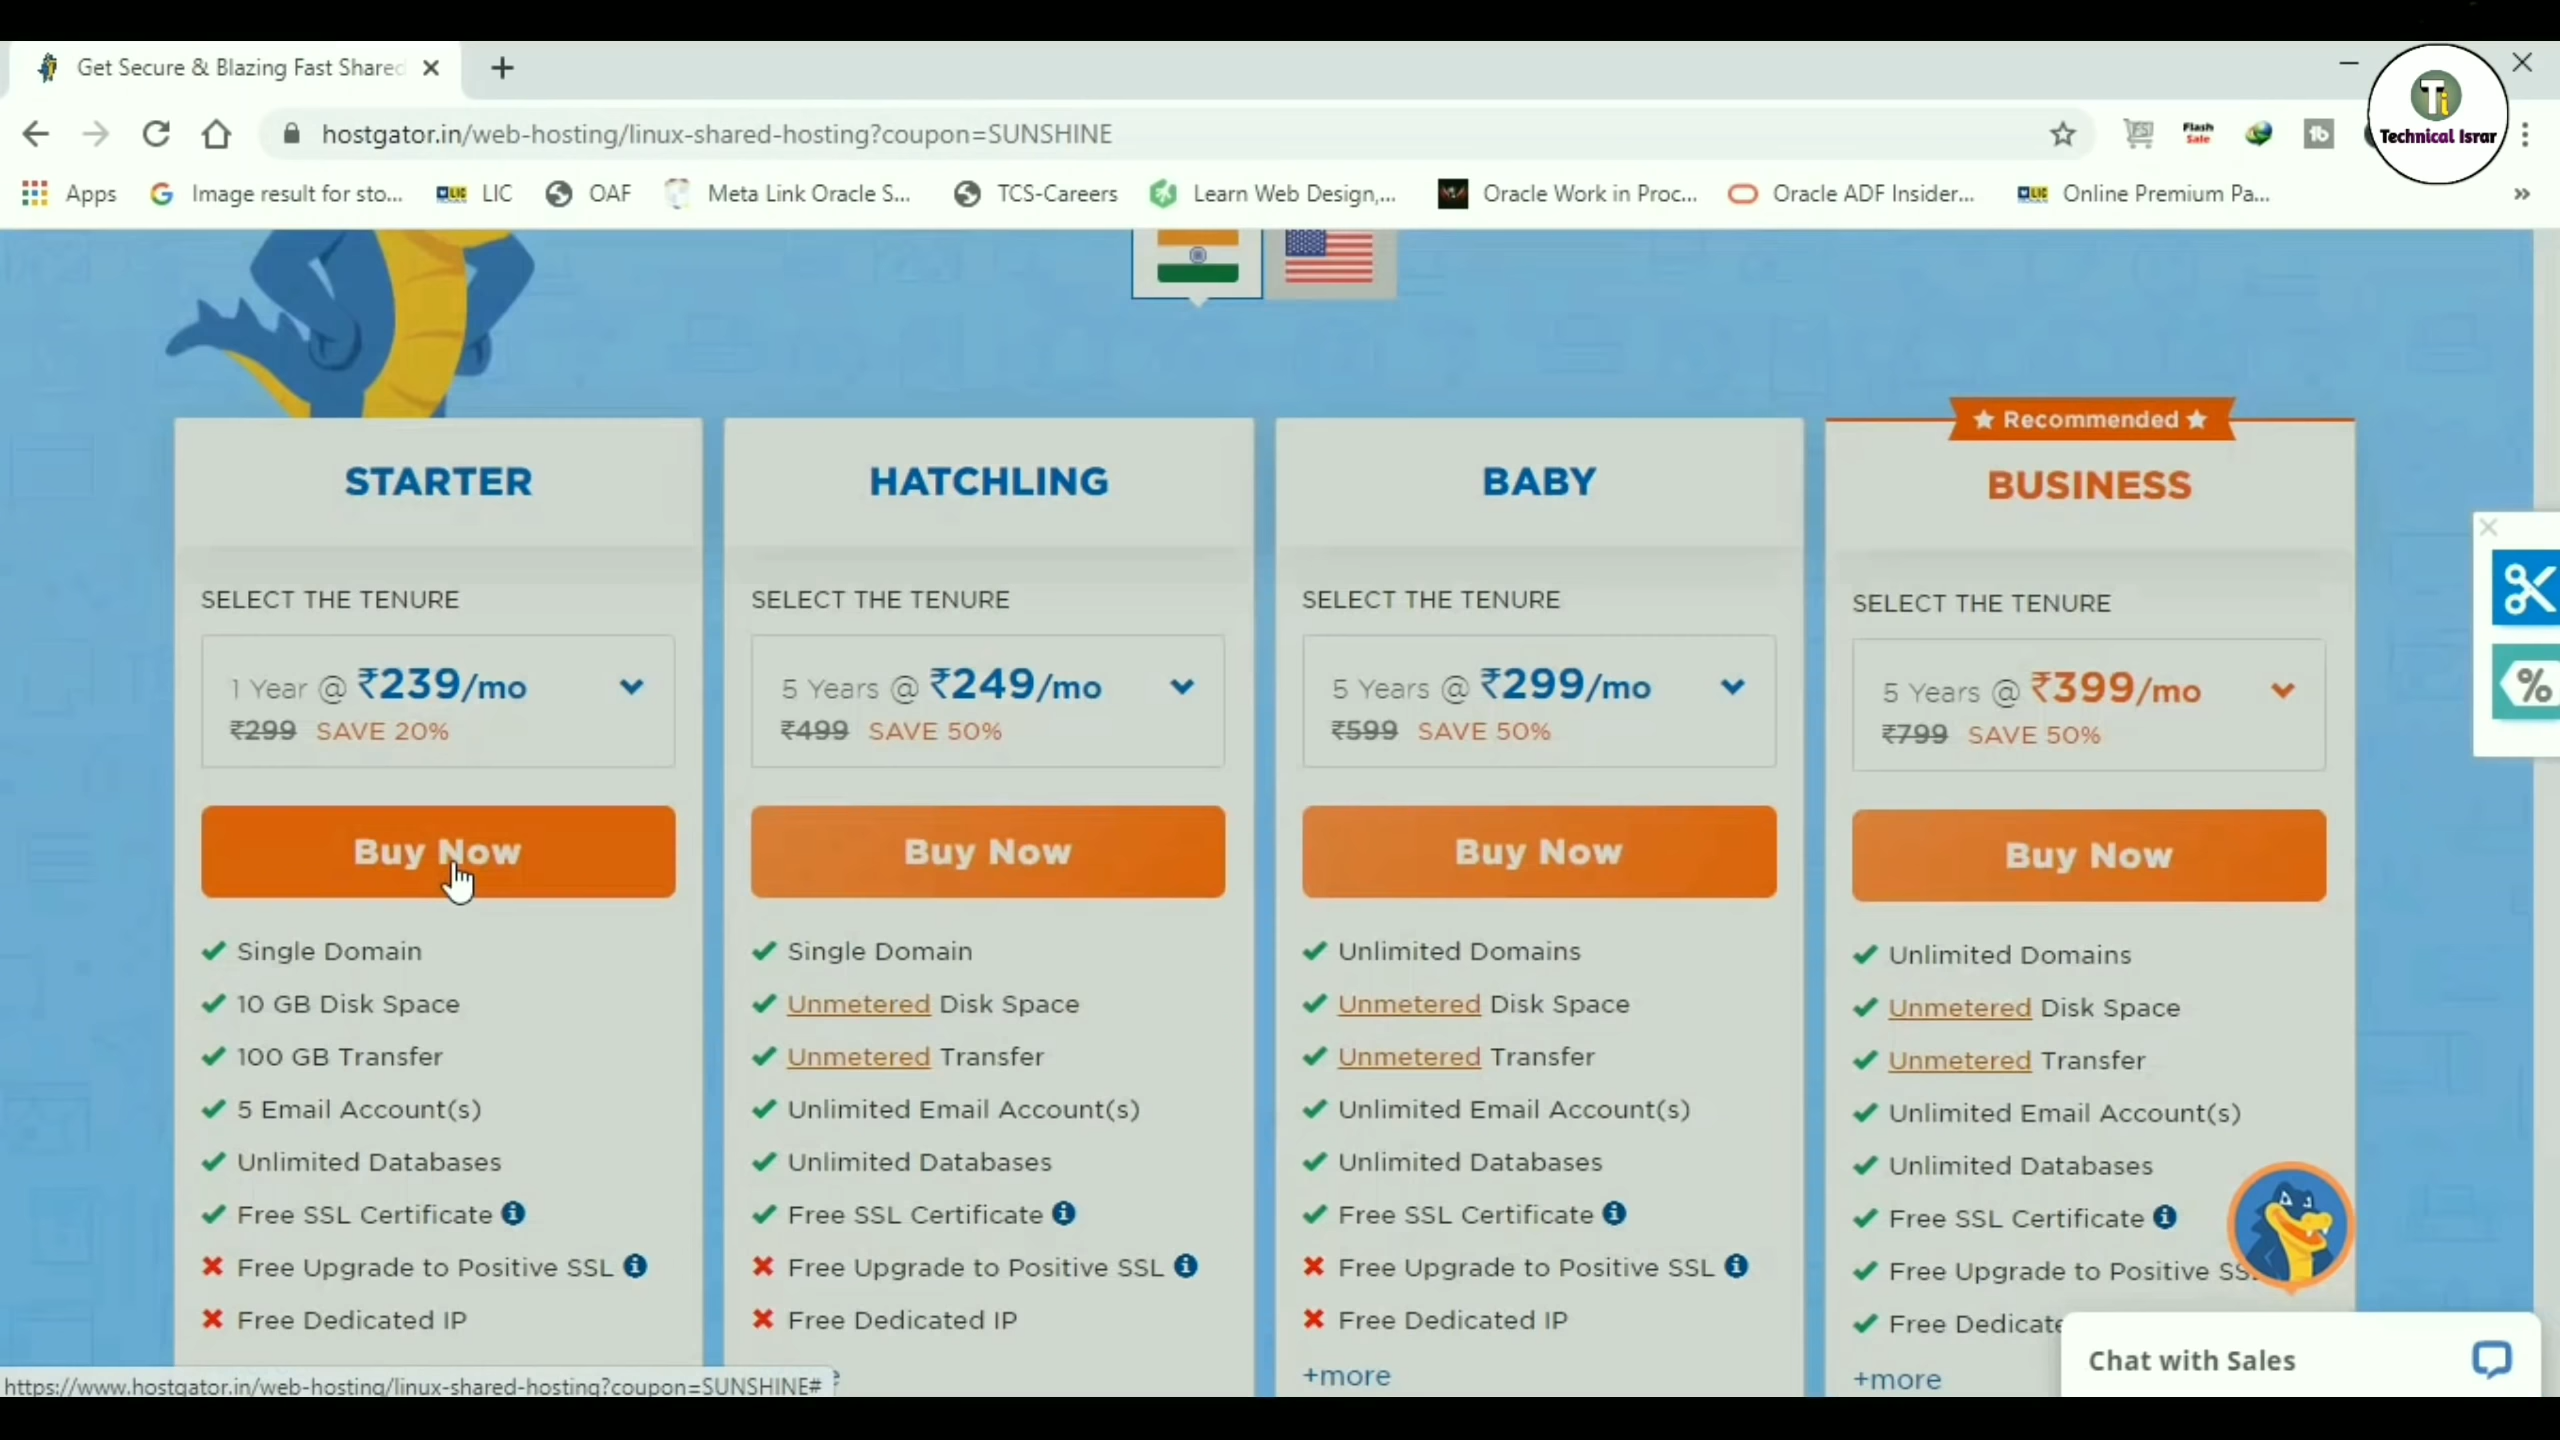 Get Secure & Blazing Fast Shared
Technical Israr
hostgator.in/web-hosting/linux-shared-hosting?coupon=SUNSHINE
Flash Sale
Apps
Image result for sto...
LIC
OAF
Meta Link Oracle S...
TCS-Careers
Learn Web Design,...
Oracle Work in Proc...
Oracle ADF Insider...
Online Premium Pa...
STARTER
SELECT THE TENURE
1 Year @ ₹239/mo
₹299 SAVE 20%
Buy Now
Single Domain
10 GB Disk Space
100 GB Transfer
5 Email Account(s)
Unlimited Databases
Free SSL Certificate
Free Upgrade to Positive SSL
Free Dedicated IP
HATCHLING
SELECT THE TENURE
5 Years @ ₹249/mo
₹499 SAVE 50%
Buy Now
Single Domain
Unmetered Disk Space
Unmetered Transfer
Unlimited Email Account(s)
Unlimited Databases
Free SSL Certificate
Free Upgrade to Positive SSL
Free Dedicated IP
BABY
SELECT THE TENURE
5 Years @ ₹299/mo
₹599 SAVE 50%
Buy Now
Unlimited Domains
Unmetered Disk Space
Unmetered Transfer
Unlimited Email Account(s)
Unlimited Databases
Free SSL Certificate
Free Upgrade to Positive SSL
Free Dedicated IP
+more
Recommended
BUSINESS
SELECT THE TENURE
5 Years @ ₹399/mo
₹799 SAVE 50%
Buy Now
Unlimited Domains
Unmetered Disk Space
Unmetered Transfer
Unlimited Email Account(s)
Unlimited Databases
Free SSL Certificate
Free Upgrade to Positive
Free
+more
Chat with Sales
https://www.hostgator.in/web-hosting/linux-shared-hosting?coupon=SUNSHINE#